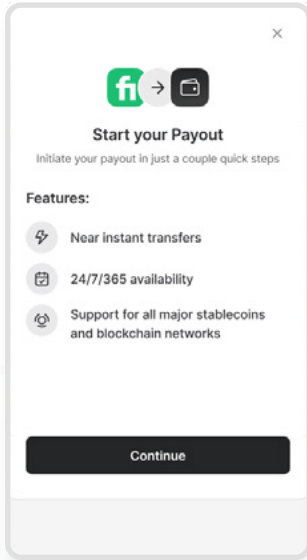 fi
Start your Payout
Initiate your payout in just a couple quick steps
Features:
Near instant transfers
24/7/365 availability
Support for all major stablecoins
and blockchain networks
Continue